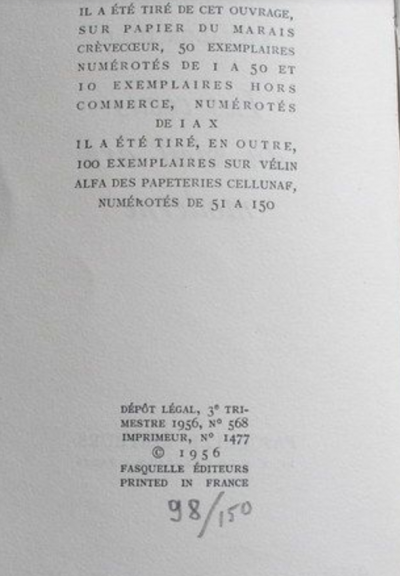 IL A ÉTÉ TIRÉ DE CET OUVRAGE,
SUR PAPIER DU MARAIS
CRÈVECŒUR, 50 EXEMPLAIRES
NUMÉROTÉS DE I A 50 ET
10 EXEMPLAIRES HORS
COMMERCE, NUMÉROTÉS
DE I A X
IL A ÉTÉ TIRÉ, EN OUTRE,
100 EXEMPLAIRES SUR VÉLIN
ALFA DES PAPETERIES CELLUNAF,
NUMÉROTÉS DE 51 A 150
DÉPÔT LÉGAL, 3e TRI-
MESTRE 1956, No 568
IMPRIMEUR, No 1477
© 1956
FASQUELLE ÉDITEURS
PRINTED IN FRANCE
98/150